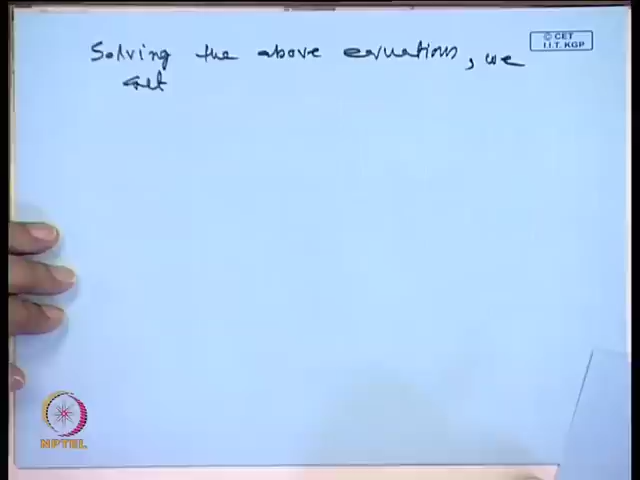 © CET
I.I.T. KGP
Solving the above equations, we
get
NPTEL